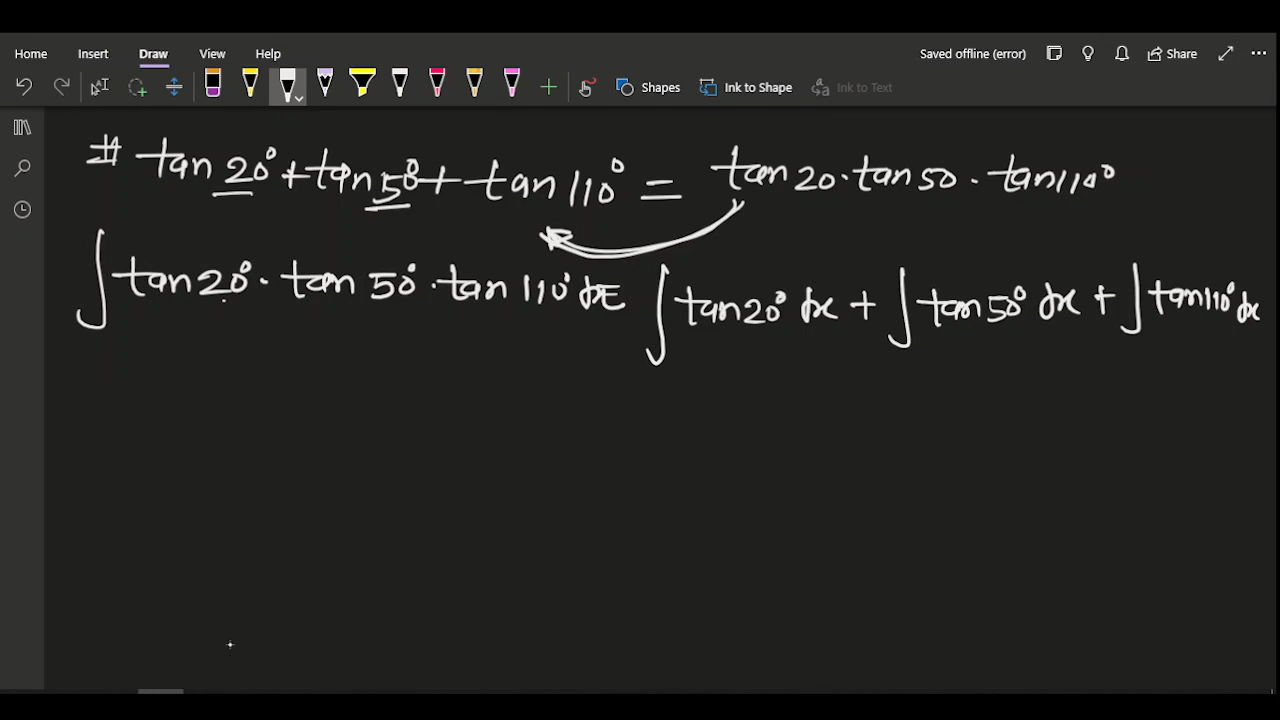 Home Insert Draw View Help Saved offline (error) Share
Shapes Ink to Shape Ink to Text
# tan 20° + tan 50° + tan 110° = tan 20 · tan 50 · tan 110°
∫ tan 20° · tan 50° · tan 110° dx ∫ tan 20° dx + ∫ tan 50° dx + ∫ tan 110° dx